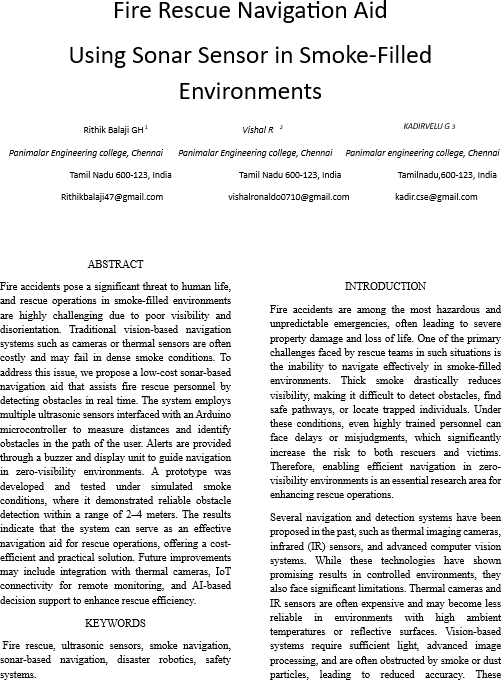 Fire Rescue Navigation Aid
Using Sonar Sensor in Smoke-Filled
Environments
Rithik Balaji GH 1
Vishal R 2
KADIRVELU G 3
Panimalar Engineering college, Chennai
Panimalar Engineering college, Chennai
Panimalar Engineering college, Chennai
Tamil Nadu 600-123, India
Tamil Nadu 600-123, India
Tamilnadu,600-123, India
Rithikbalaji47@gmail.com
vishalronaldo0710@gmail.com
kadir.cse@gmail.com
ABSTRACT
Fire accidents pose a significant threat to human life,
and rescue operations in smoke-filled environments
are highly challenging due to poor visibility and
disorientation. Traditional vision-based navigation
systems such as cameras or thermal sensors are often
costly and may fail in dense smoke conditions. To
address this issue, we propose a low-cost sonar-based
navigation aid that assists fire rescue personnel by
detecting obstacles in real time. The system employs
multiple ultrasonic sensors interfaced with an Arduino
microcontroller to measure distances and identify
obstacles in the path of the user. Alerts are provided
through a buzzer and display unit to guide navigation
in zero-visibility environments. A prototype was
developed and tested under simulated smoke
conditions, where it demonstrated reliable obstacle
detection within a range of 2–4 meters. The results
indicate that the system can serve as an effective
navigation aid for rescue operations, offering a cost-
efficient and practical solution. Future improvements
may include integration with thermal cameras, IoT
connectivity for remote monitoring, and AI-based
decision support to enhance rescue efficiency.
KEYWORDS
Fire rescue, ultrasonic sensors, smoke navigation,
sonar-based navigation, disaster robotics, safety
systems.
INTRODUCTION
Fire accidents are among the most hazardous and
unpredictable emergencies, often leading to severe
property damage and loss of life. One of the primary
challenges faced by rescue teams in such situations is
the inability to navigate effectively in smoke-filled
environments. Thick smoke drastically reduces
visibility, making it difficult to detect obstacles, find
safe pathways, or locate trapped individuals. Under
these conditions, even highly trained personnel can
face delays or misjudgments, which significantly
increase the risk to both rescuers and victims.
Therefore, enabling efficient navigation in zero-
visibility environments is an essential research area for
enhancing rescue operations.
Several navigation and detection systems have been
proposed in the past, such as thermal imaging cameras,
infrared (IR) sensors, and advanced computer vision
systems. While these technologies have shown
promising results in controlled environments, they
also face significant limitations. Thermal cameras and
IR sensors are often expensive and may become less
reliable in environments with high ambient
temperatures or reflective surfaces. Vision-based
systems require sufficient light, advanced image
processing, and are often obstructed by smoke or dust
particles, leading to reduced accuracy. These